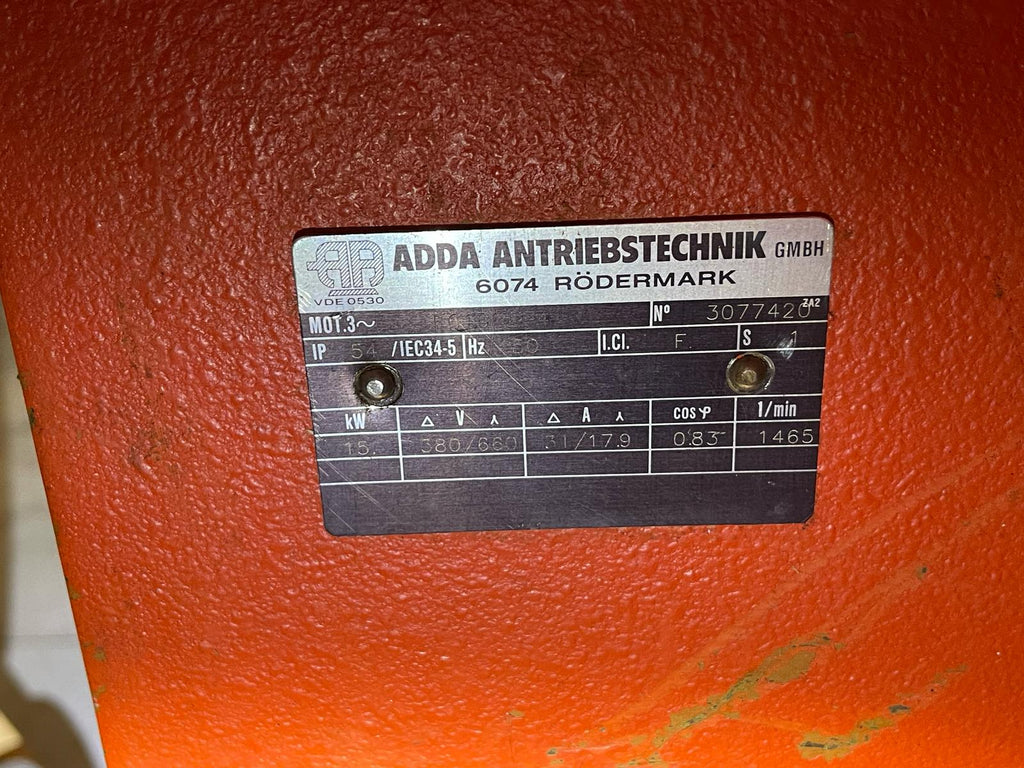 ADDA ANTRIEBSTECHNIK GMBH
6074 RÖDERMARK
VDE 0530
MOT.3~ Nº 3077420 ZA2
IP 54 /IEC34-5 Hz 50 I.Cl. F. S 1
kW △ V ⅄ △ A ⅄ cos φ 1/min
15. 380/660 31/17.9 0.83 1465